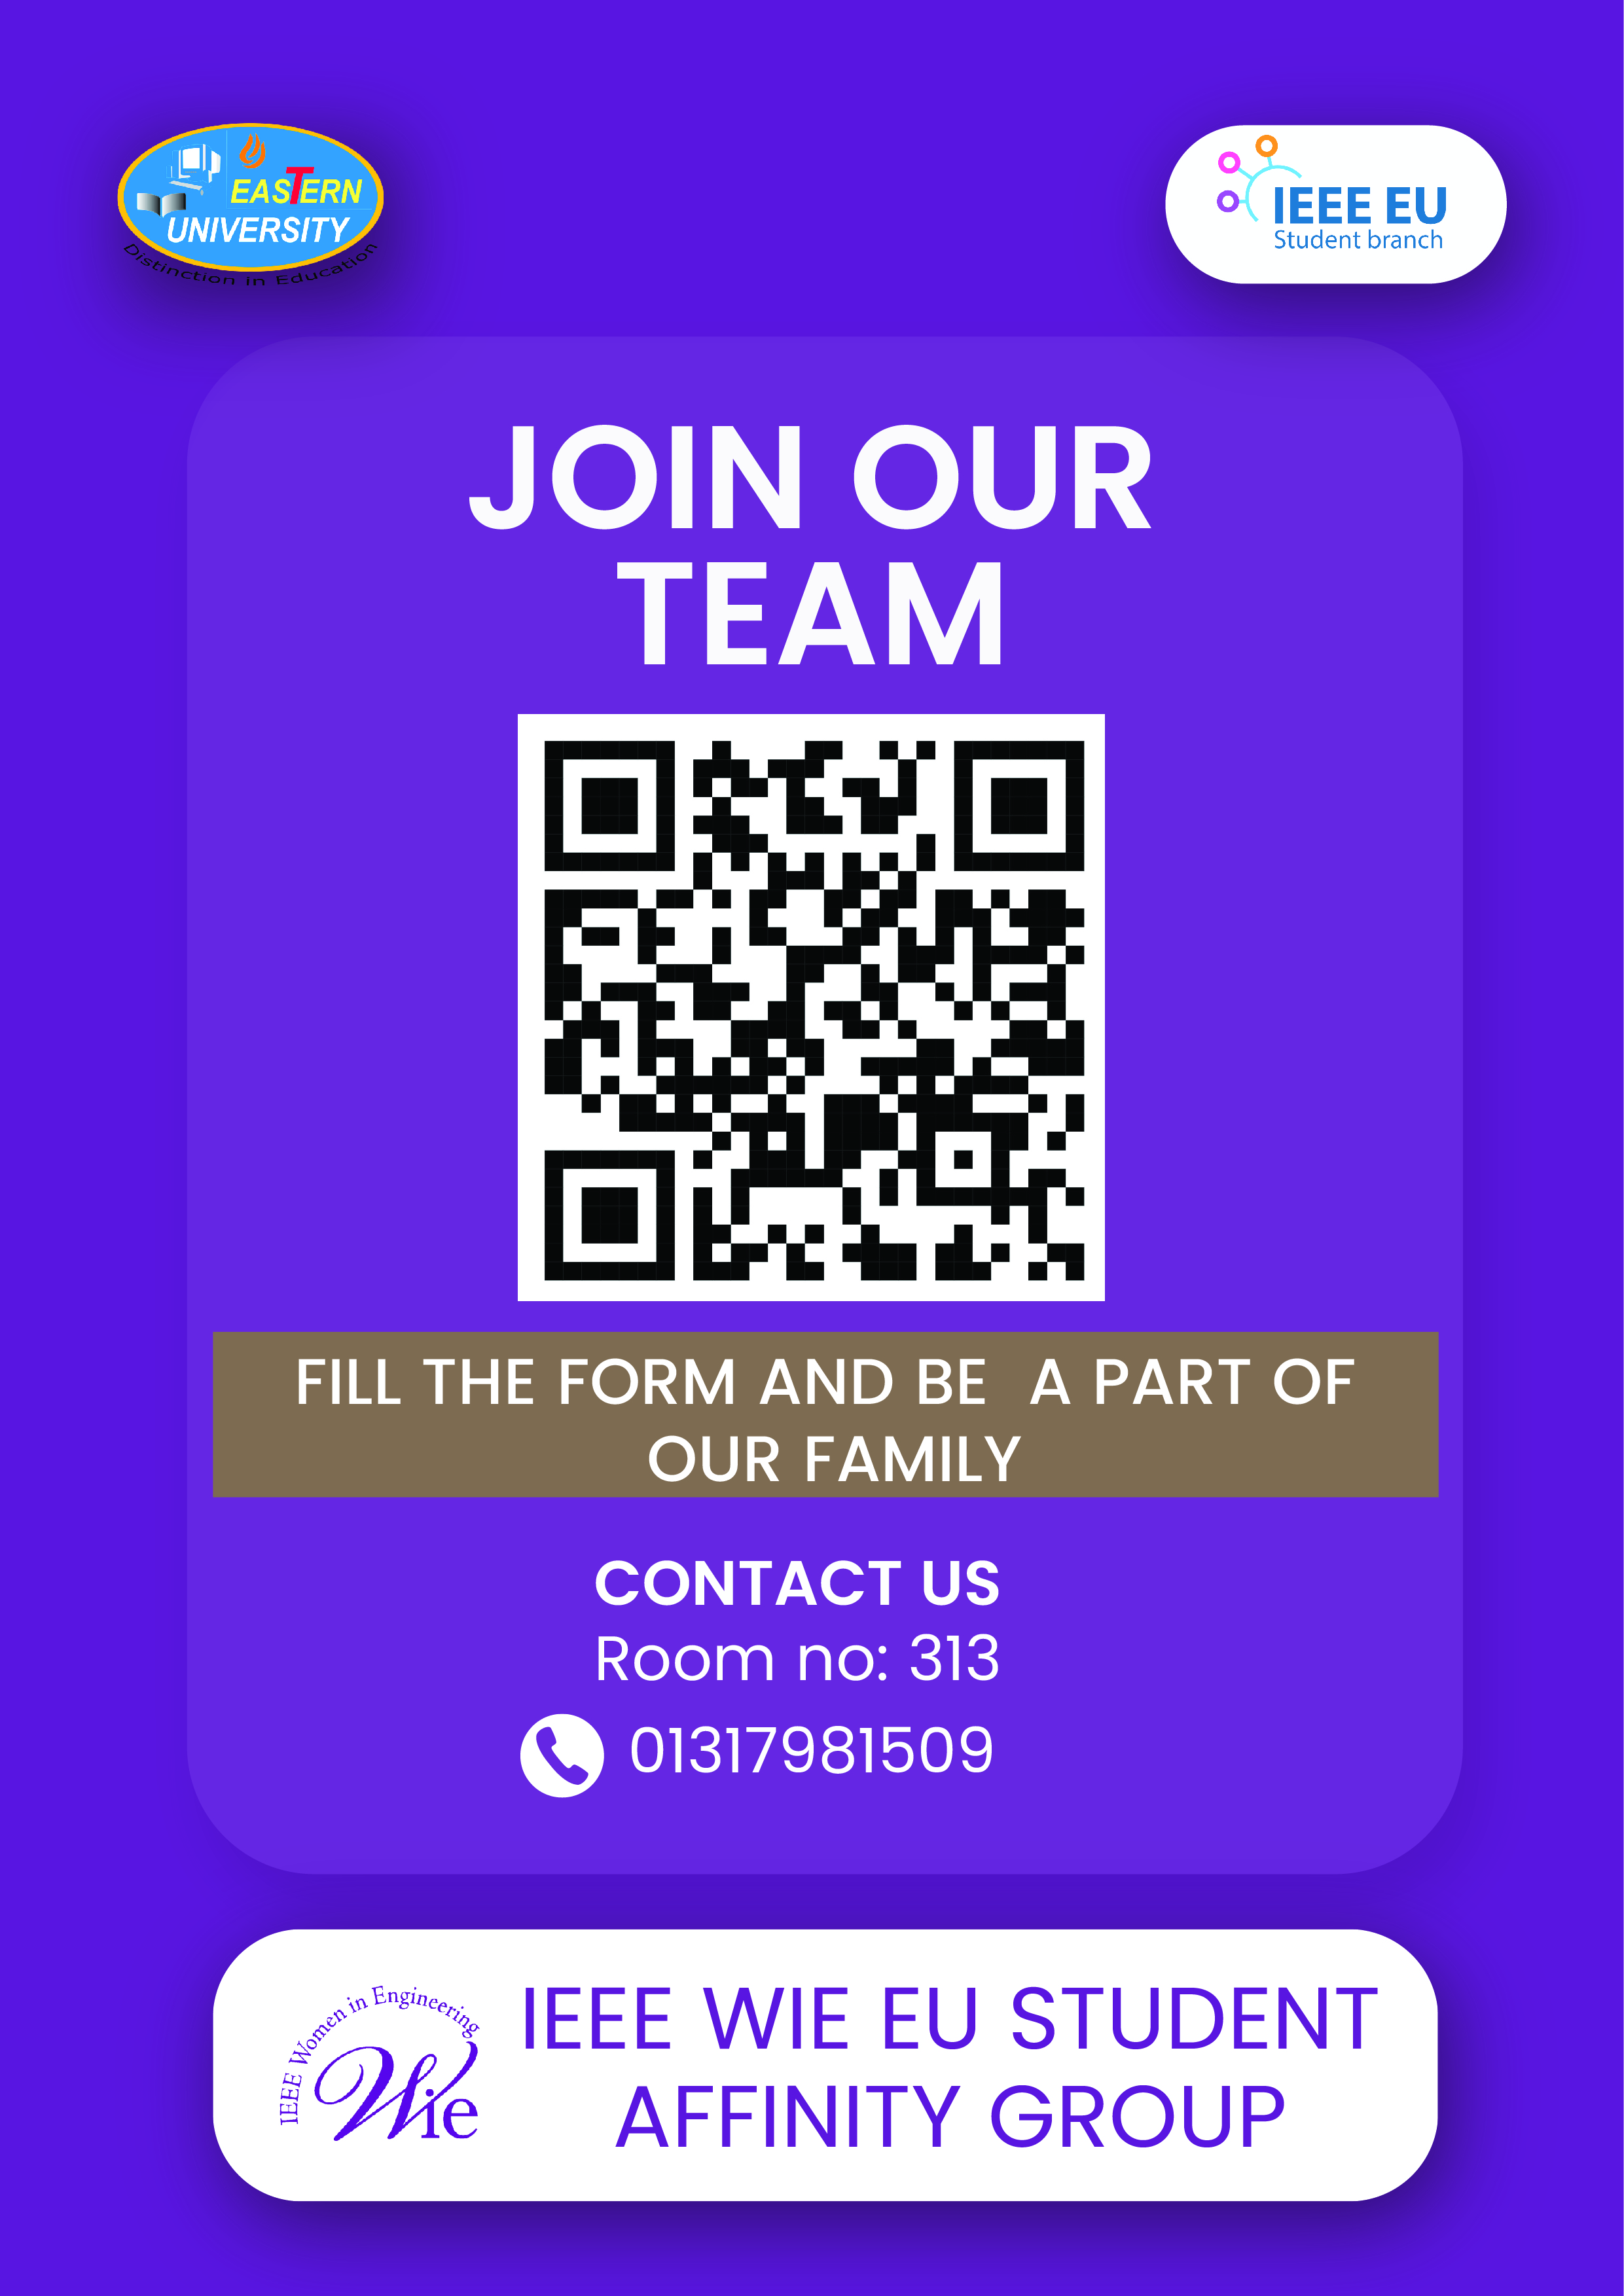 EASTERN
UNIVERSITY
Distinction in Education
IEEE EU
Student branch
JOIN OUR
TEAM
FILL THE FORM AND BE  A PART OF
OUR FAMILY
CONTACT US
Room no: 313
01317981509
IEEE Women in Engineering
Wie
IEEE WIE EU STUDENT
AFFINITY GROUP